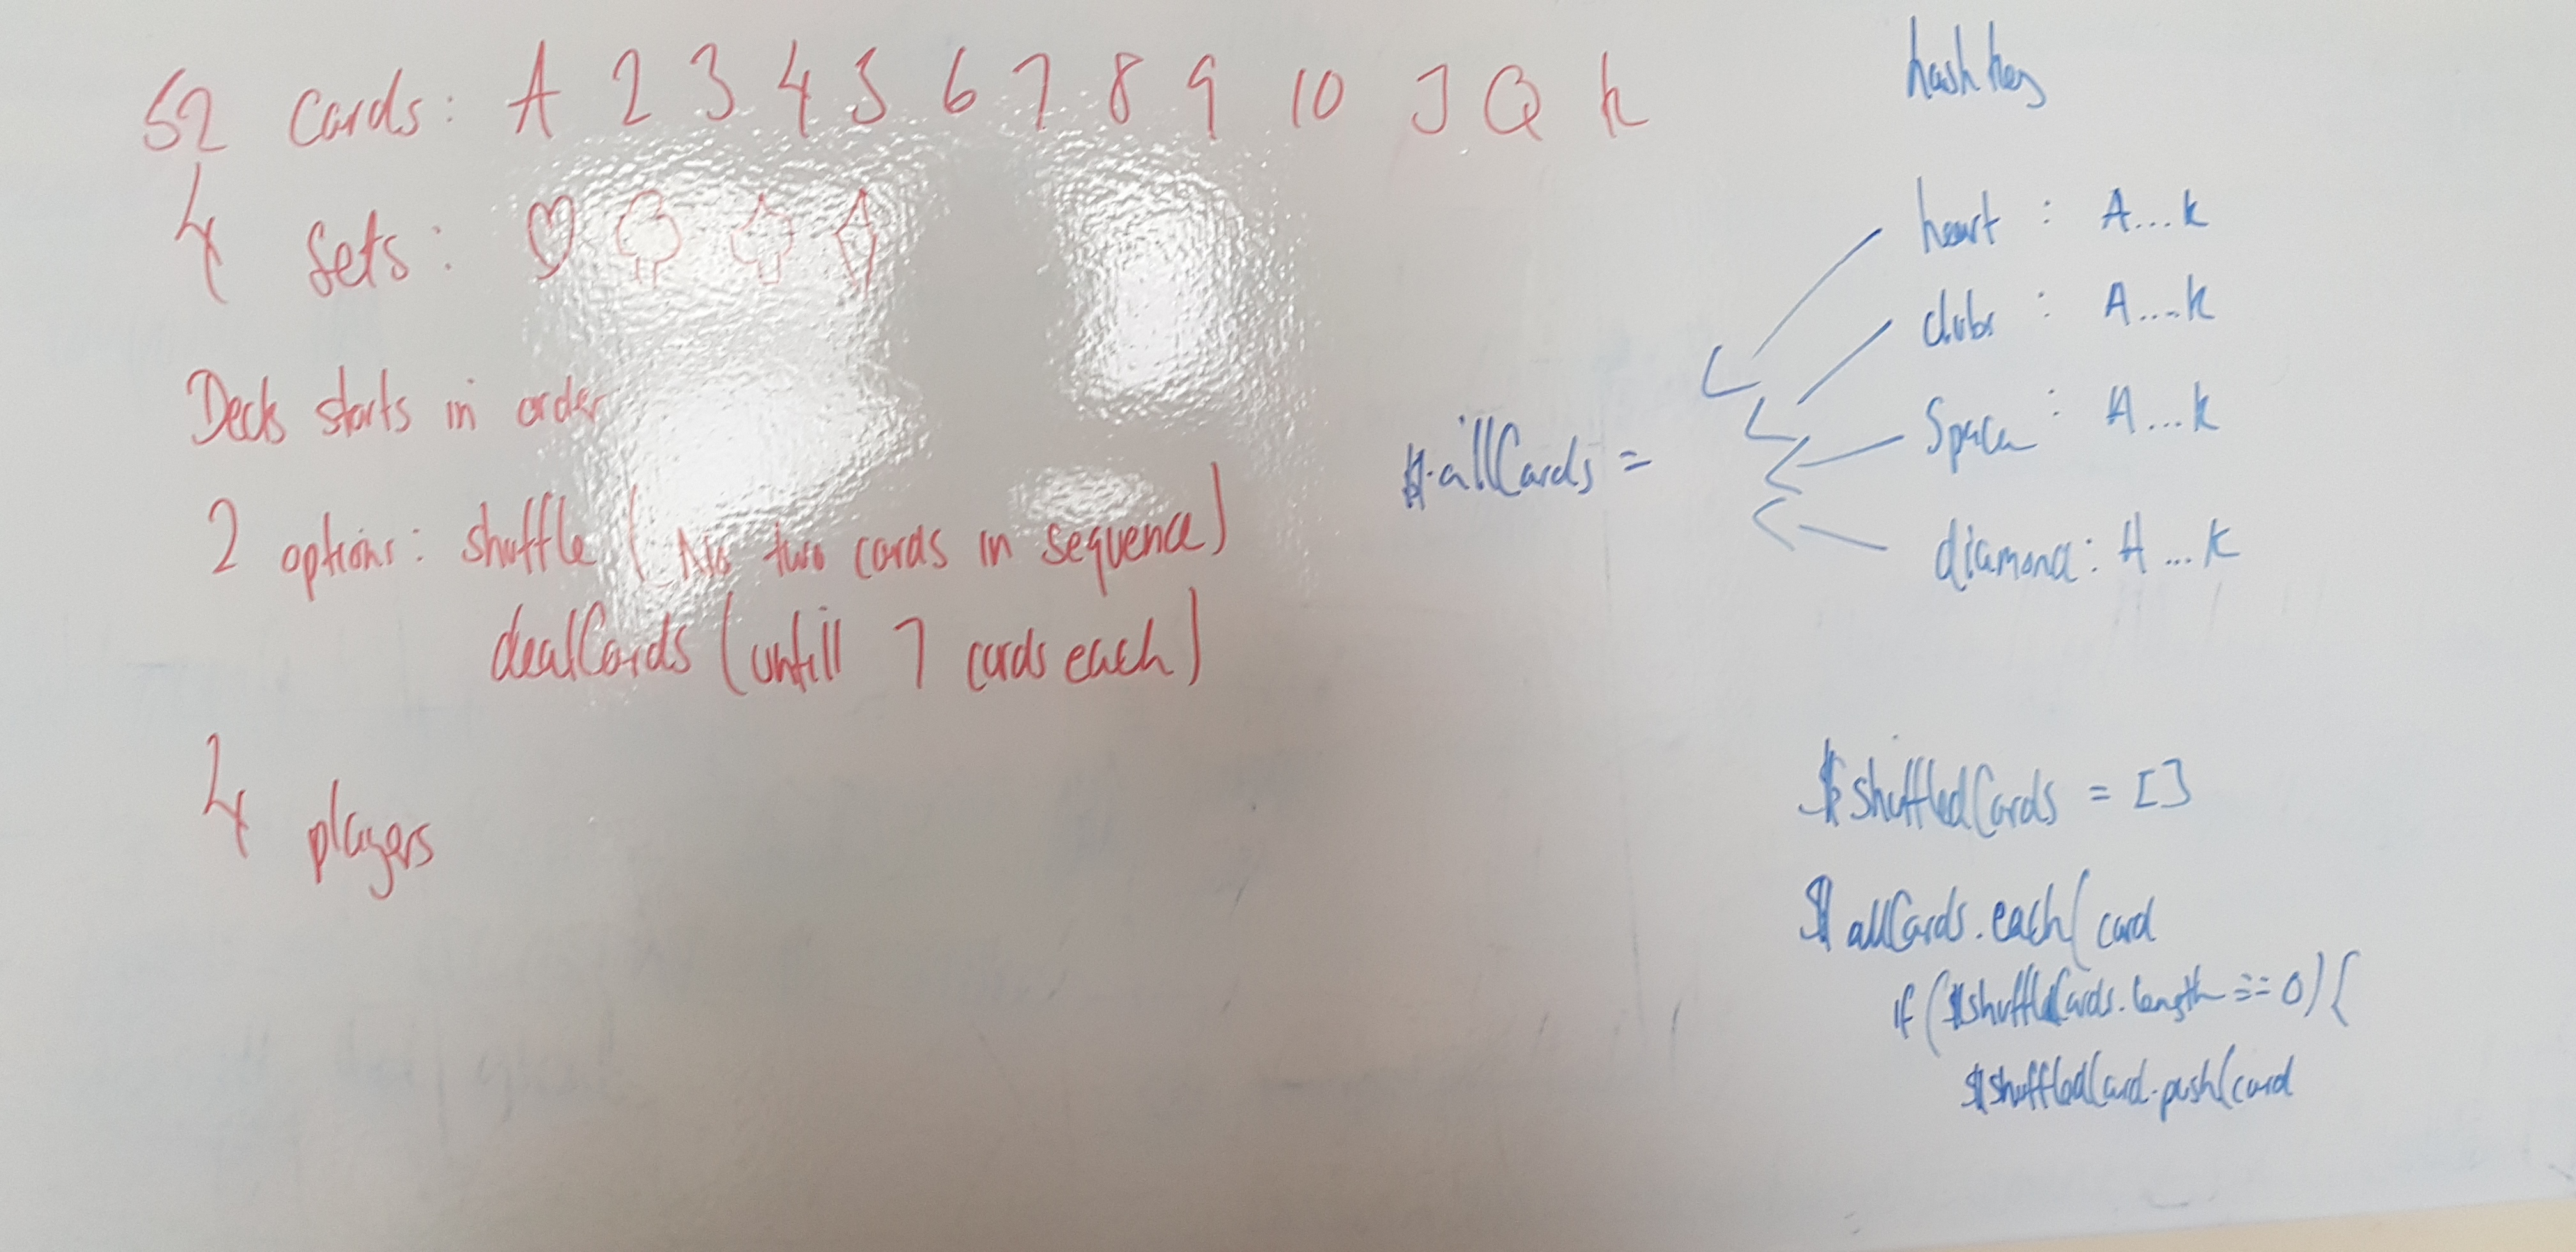 52 cards: A 2 3 4 5 6 7 8 9 10 J Q K
4 Sets:
Deck starts in order
2 options: shuffle (No two cards in sequence)
dealCards (untill 7 cards each)
4 players
hash key
heart : A...k
clubs : A....k
: A...k
$allCards =
diamond: A...K
$shuffledCards = []
$allCards.each(card
if ($shuffledCards.length === 0) {
$shuffledCard.push(card